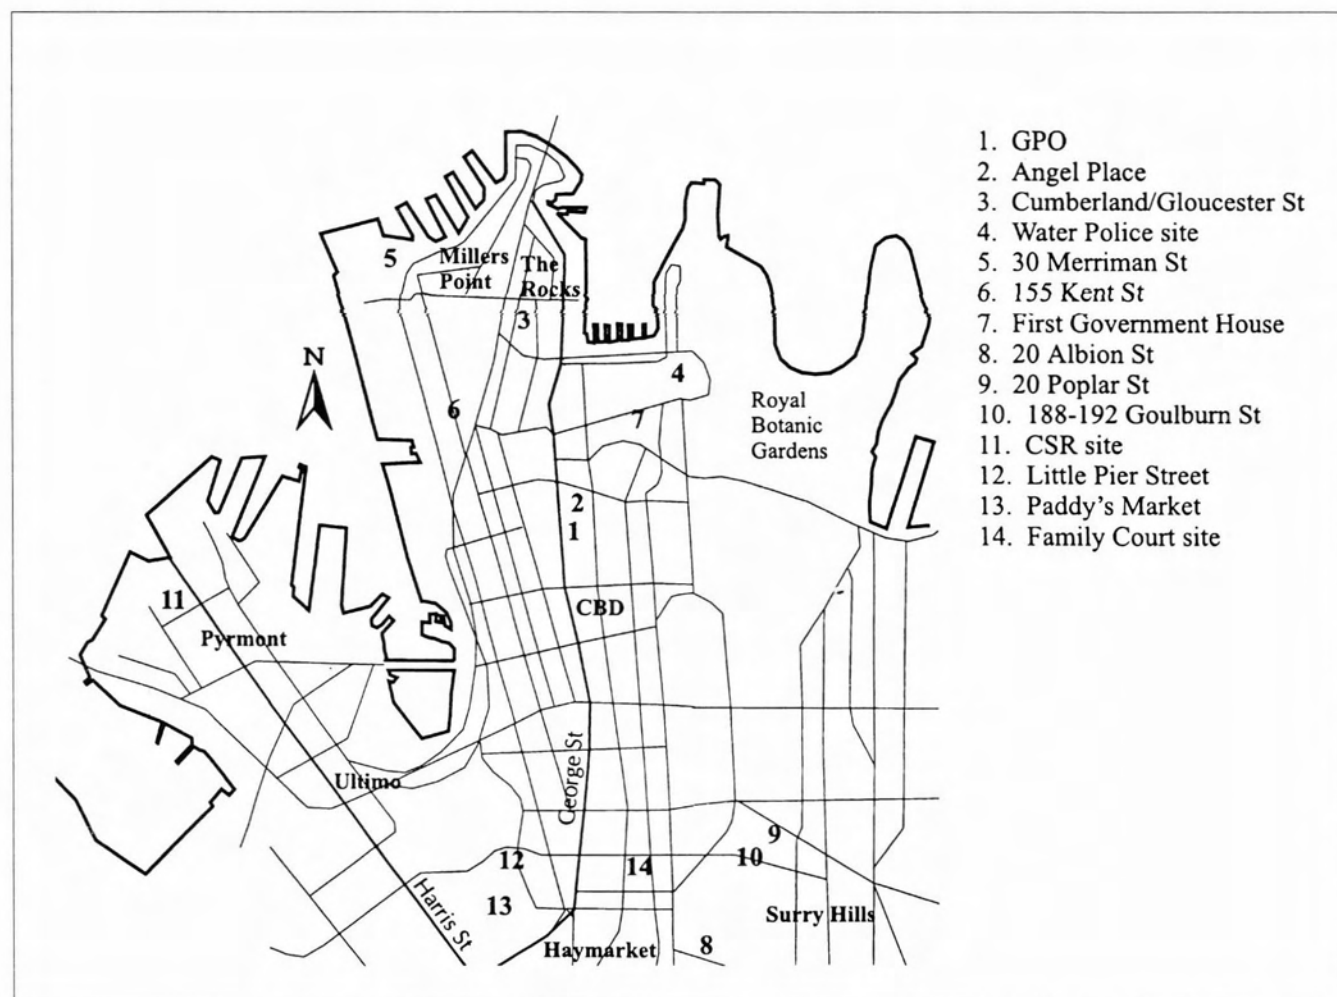 1. GPO
2. Angel Place
3. Cumberland/Gloucester St
4. Water Police site
5. 30 Merriman St
6. 155 Kent St
7. First Government House
8. 20 Albion St
9. 20 Poplar St
10. 188-192 Goulburn St
11. CSR site
12. Little Pier Street
13. Paddy's Market
14. Family Court site
5
Millers
Point
The
Rocks
3
N
4
6
7
Royal
Botanic
Gardens
2
1
11
CBD
Pyrmont
George St
Ultimo
9
10
12
14
Harris St
13
Surry Hills
Haymarket
8